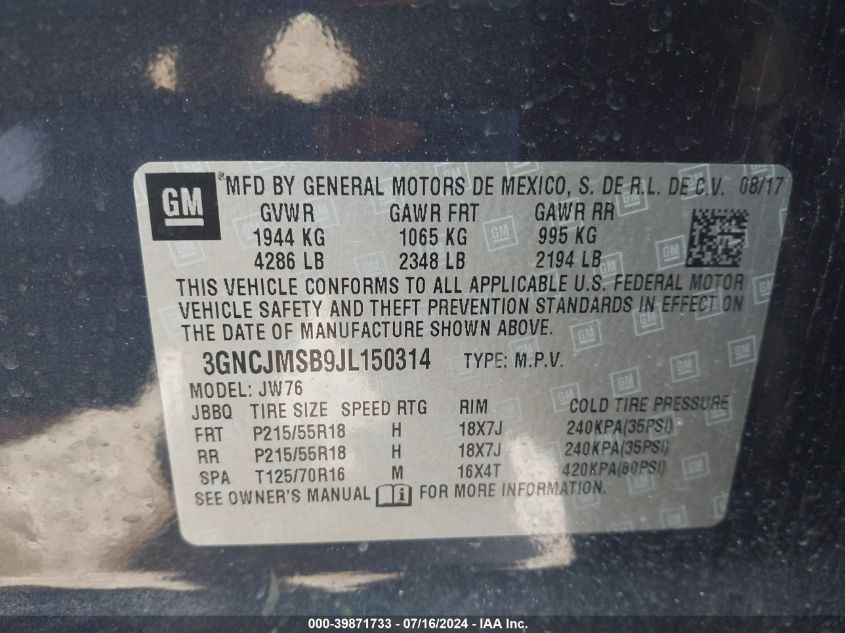 GM ®MFD BY GENERAL MOTORS DE MEXICO, S. DE R.L. DE C.V. 08/17
GVWR GAWR FRT GAWR RR
1944 KG 1065 KG 995 KG
4286 LB 2348 LB 2194 LB
THIS VEHICLE CONFORMS TO ALL APPLICABLE U.S. FEDERAL MOTOR
VEHICLE SAFETY AND THEFT PREVENTION STANDARDS IN EFFECT ON
THE DATE OF MANUFACTURE SHOWN ABOVE.
3GNCJMSB9JL150314 TYPE: M.P.V.
MODEL: JW76
JBBQ TIRE SIZE SPEED RTG RIM COLD TIRE PRESSURE
FRT P215/55R18 H 18X7J 240KPA(35PSI)
RR P215/55R18 H 18X7J 240KPA(35PSI)
SPA T125/70R16 M 16X4T 420KPA(60PSI)
SEE OWNER'S MANUAL i FOR MORE INFORMATION.
000-39871733 - 07/16/2024 - IAA Inc.